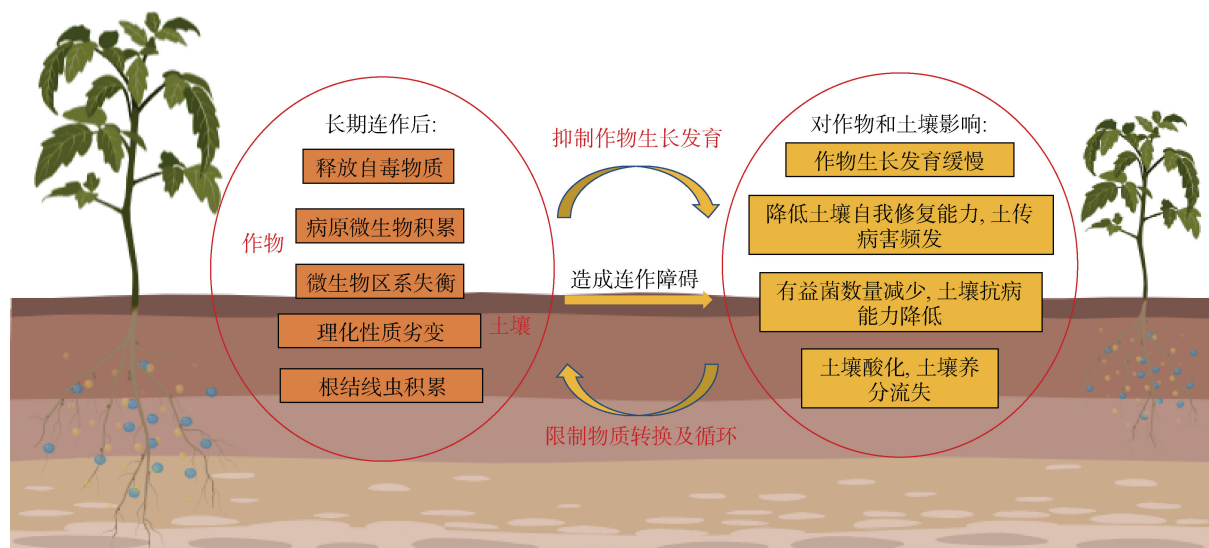 长期连作后:
释放自毒物质
病原微生物积累
作物
微生物区系失衡
理化性质劣变
土壤
根结线虫积累
抑制作物生长发育
造成连作障碍
限制物质转换及循环
对作物和土壤影响:
作物生长发育缓慢
降低土壤自我修复能力, 土传
病害频发
有益菌数量减少, 土壤抗病
能力降低
土壤酸化, 土壤养
分流失